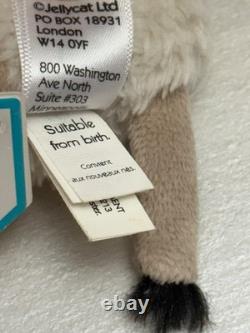 ©Jellycat Ltd
PO BOX 18931
London
W14 0YF
800 Washington
Ave North
Suite #303
Suitable
from birth.
Convient
aux nouveaux nés.